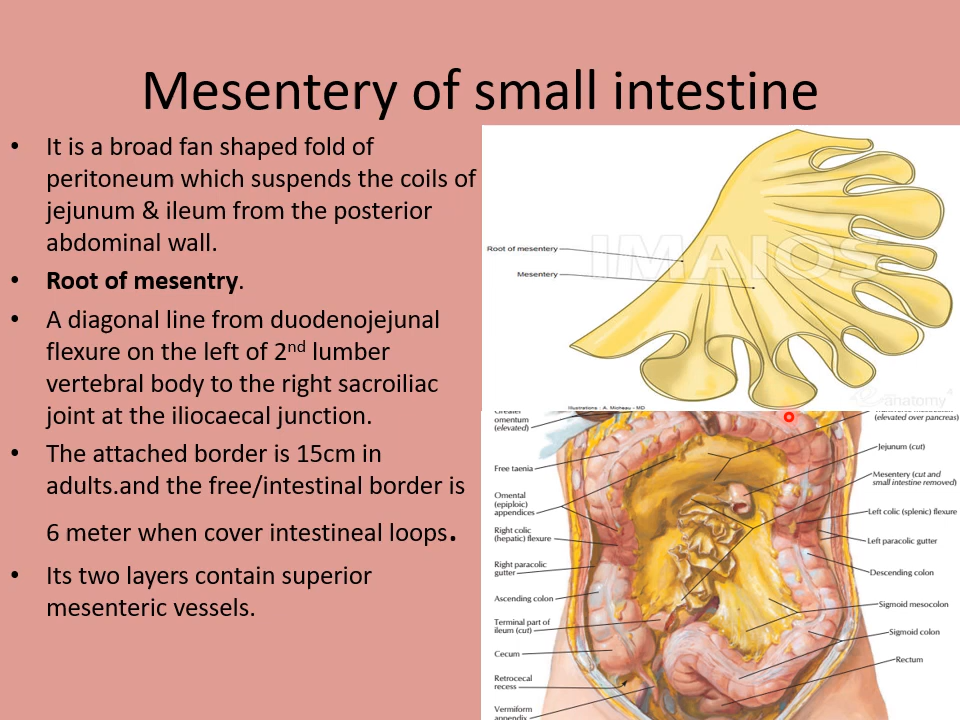 Mesentery of small intestine
• It is a broad fan shaped fold of
peritoneum which suspends the coils of
jejunum & ileum from the posterior
abdominal wall.
• Root of mesentry.
• A diagonal line from duodenojejunal
flexure on the left of 2nd lumber
vertebral body to the right sacroiliac
joint at the iliocaecal junction.
• The attached border is 15cm in
adults.and the free/intestinal border is
6 meter when cover intestineal loops.
• Its two layers contain superior
mesenteric vessels.
Root of mesentery
Mesentery
IMAIOS
anatomy
Illustrations : A. Micheau - MD
omentum
(elevated)
Free taenia
Omental
(epiploic)
appendices
Right colic
(hepatic) flexure
Right paracolic
gutter
Ascending colon
Terminal part of
ileum (cut)
Cecum
Retrocecal
recess
Vermiform
appendix
(elevated over pancreas)
Jejunum (cut)
Mesentery (cut and
small intestine removed)
Left colic (splenic) flexure
Left paracolic gutter
Descending colon
Sigmoid mesocolon
Sigmoid colon
Rectum